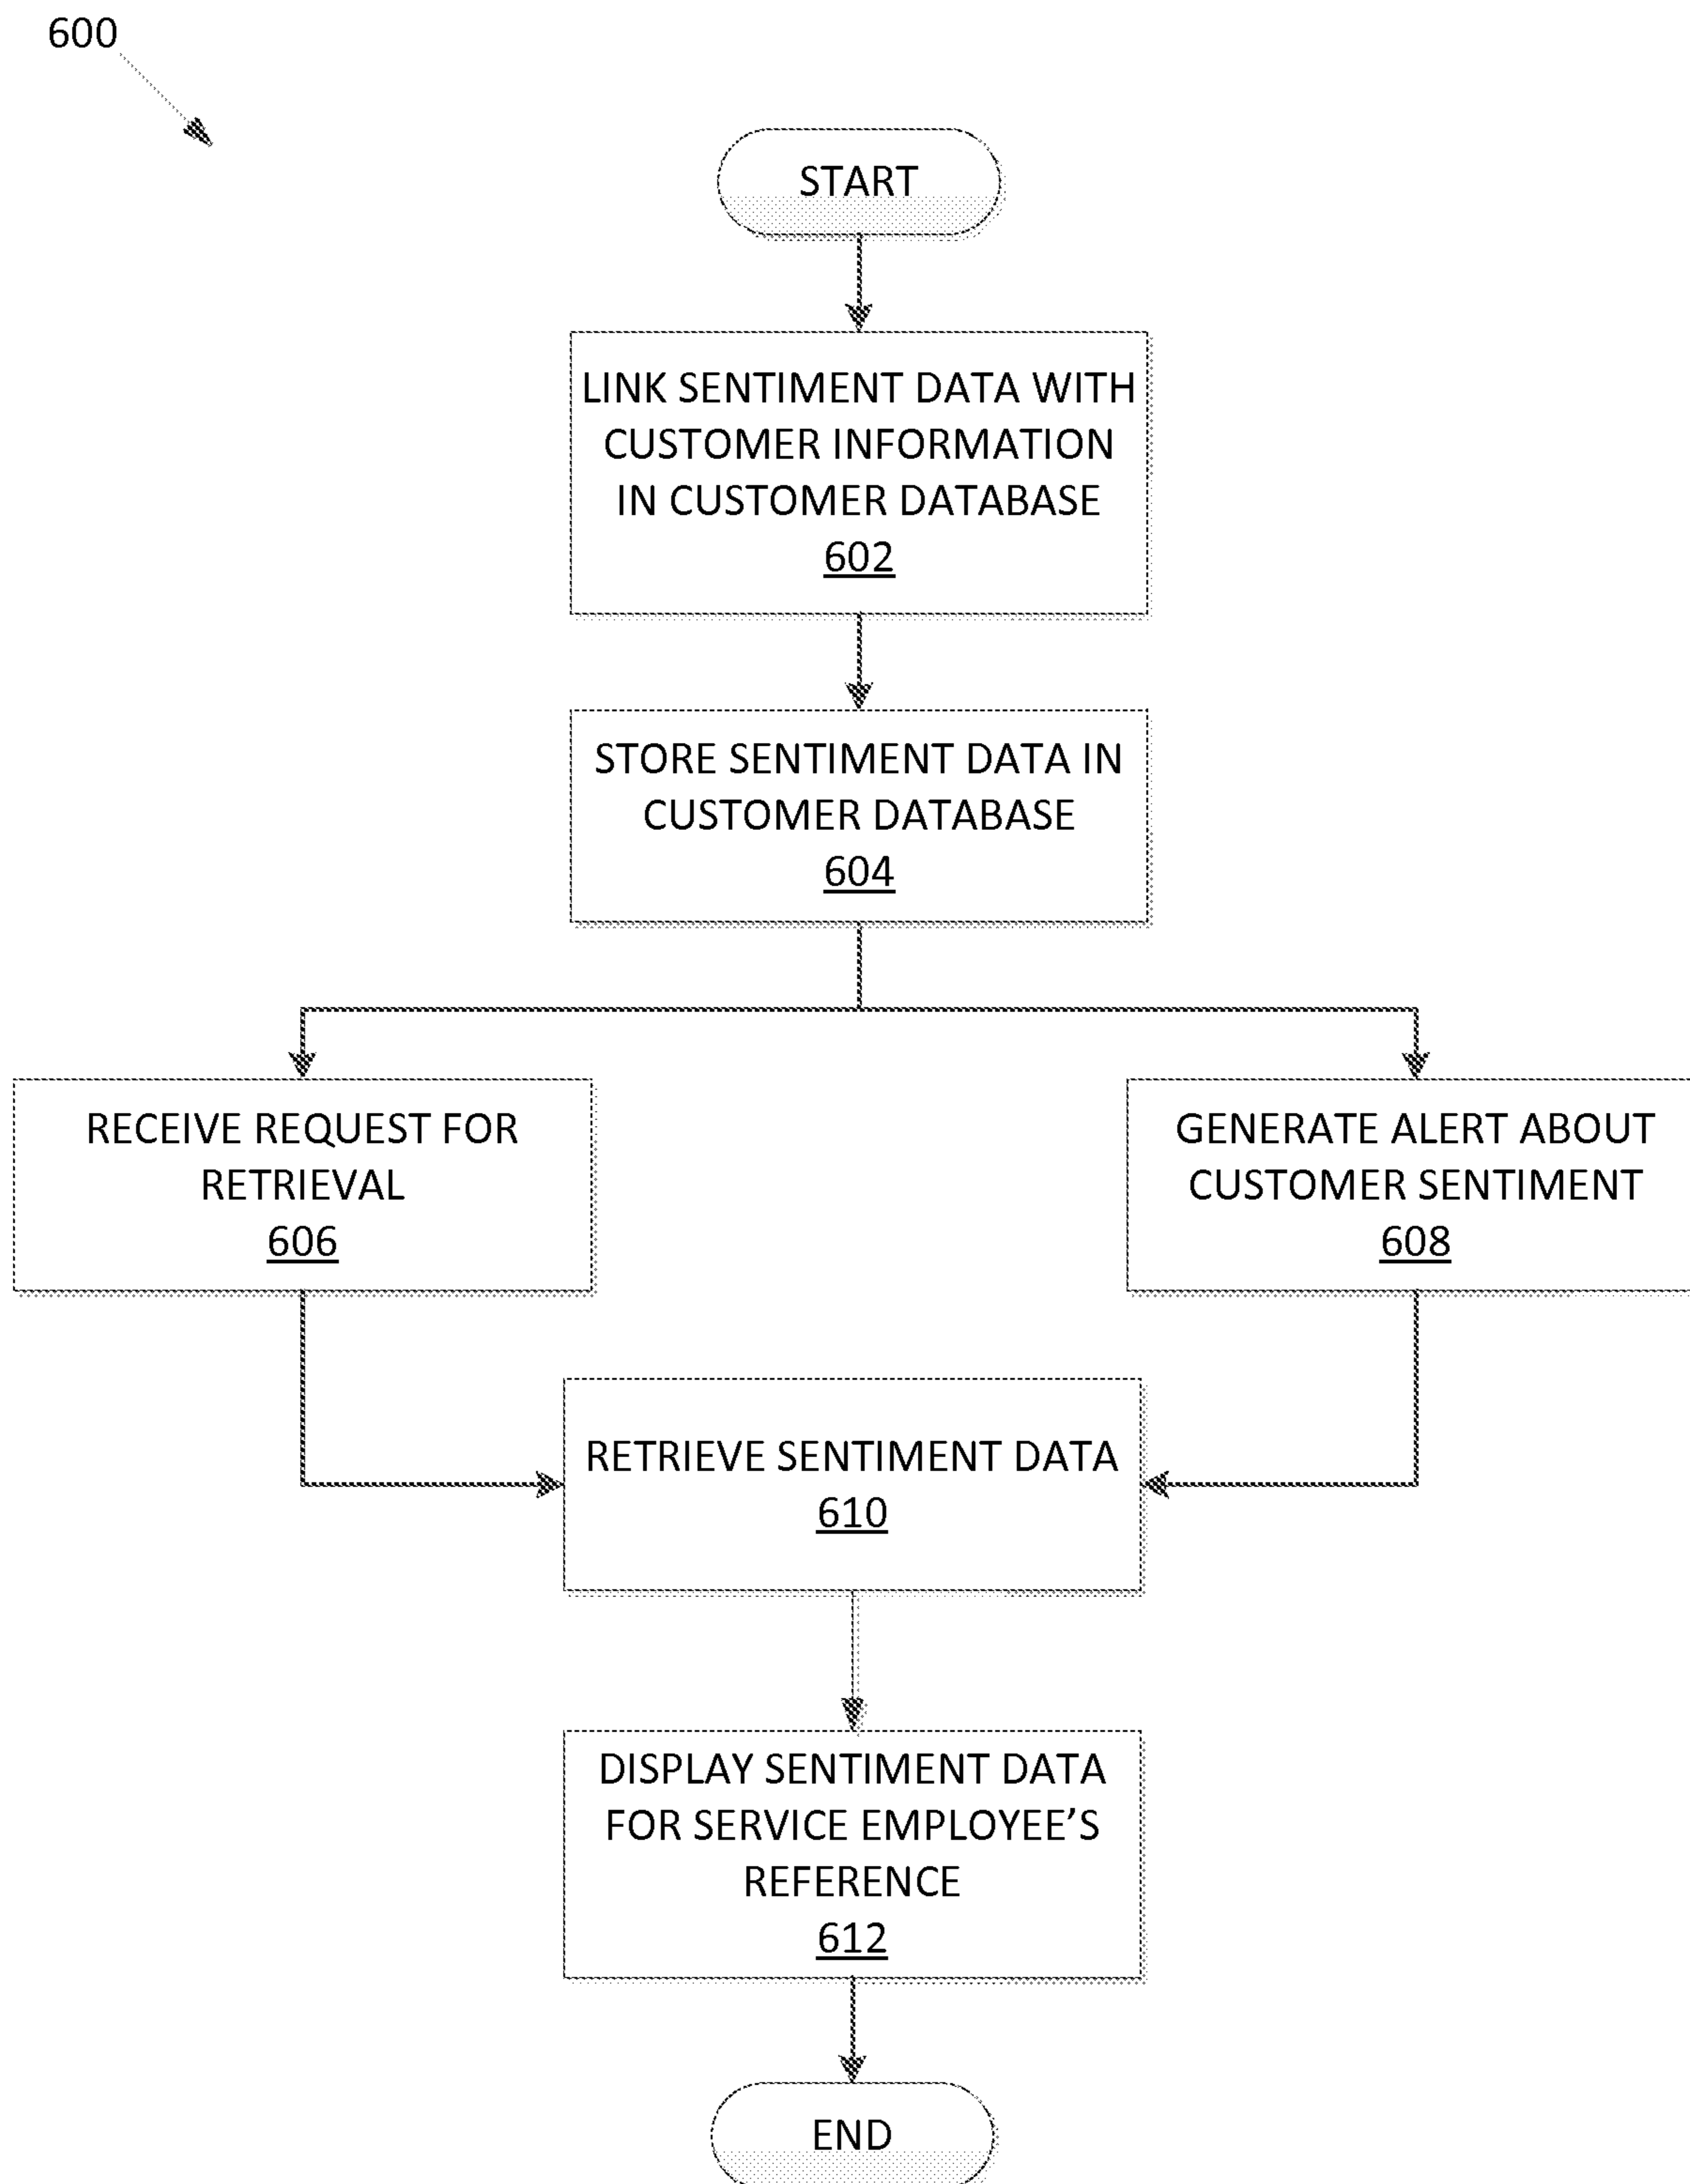 600
START
LINK SENTIMENT DATA WITH
CUSTOMER INFORMATION
IN CUSTOMER DATABASE
602
STORE SENTIMENT DATA IN
CUSTOMER DATABASE
604
RECEIVE REQUEST FOR
RETRIEVAL
606
GENERATE ALERT ABOUT
CUSTOMER SENTIMENT
608
RETRIEVE SENTIMENT DATA
610
DISPLAY SENTIMENT DATA
FOR SERVICE EMPLOYEE’S
REFERENCE
612
END